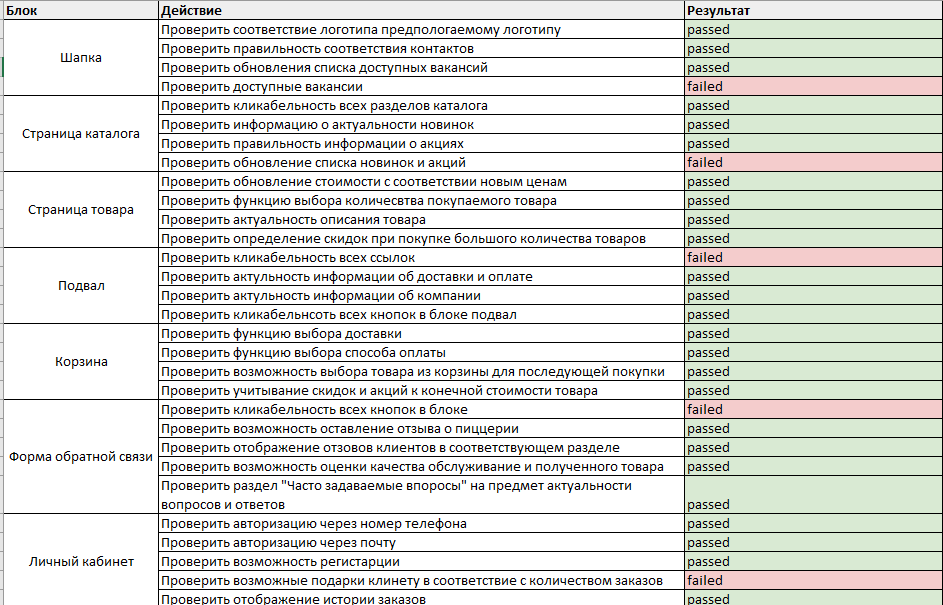 Блок Действие Результат
Проверить соответствие логотипа предпологаемому логотипу passed
Проверить правильность соответствия контактов passed
Шапка
Проверить обновления списка доступных вакансий passed
Проверить доступные вакансии failed
Проверить кликабельность всех разделов каталога passed
Проверить информацию о актуальности новинок passed
Страница каталога
Проверить правильность информации о акциях passed
Проверить обновление списка новинок и акций failed
Проверить обновление стоимости с соответствии новым ценам passed
Проверить функцию выбора количесвтва покупаемого товара passed
Страница товара
Проверить актуальность описания товара passed
Проверить определение скидок при покупке большого количества товаров passed
Проверить кликабельность всех ссылок failed
Проверить актульность информации об доставки и оплате passed
Подвал
Проверить актульность информации об компании passed
Проверить кликабельнсоть всех кнопок в блоке подвал passed
Проверить функцию выбора доставки passed
Проверить функцию выбора способа оплаты passed
Корзина
Проверить возможность выбора товара из корзины для последующей покупки passed
Проверить учитывание скидок и акций к конечной стоимости товара passed
Проверить кликабельность всех кнопок в блоке failed
Проверить возможность оставление отзыва о пиццерии passed
Проверить отображение отзовов клиентов в соответствующем разделе passed
Форма обратной связи
Проверить возможность оценки качества обслуживание и полученного товара passed
Проверить раздел "Часто задаваемые впоросы" на предмет актуальности
вопросов и ответов passed
Проверить авторизацию через номер телефона passed
Проверить авторизацию через почту passed
Личный кабинет
Проверить возможность регистарции passed
Проверить возможные подарки клинету в соответствие с количеством заказов failed
Проверить отображение истории заказов passed